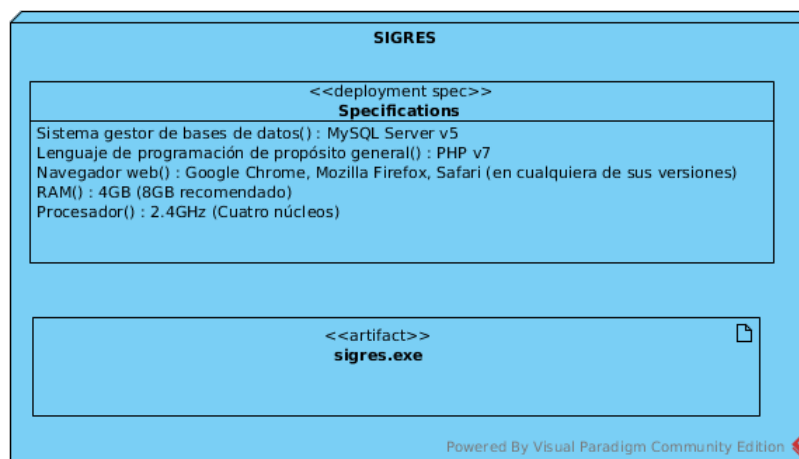 SIGRES
<<deployment spec>>
Specifications
Sistema gestor de bases de datos() : MySQL Server v5
Lenguaje de programación de propósito general() : PHP v7
Navegador web() : Google Chrome, Mozilla Firefox, Safari (en cualquiera de sus versiones)
RAM() : 4GB (8GB recomendado)
Procesador() : 2.4GHz (Cuatro núcleos)
<<artifact>>
sigres.exe
Powered By Visual Paradigm Community Edition